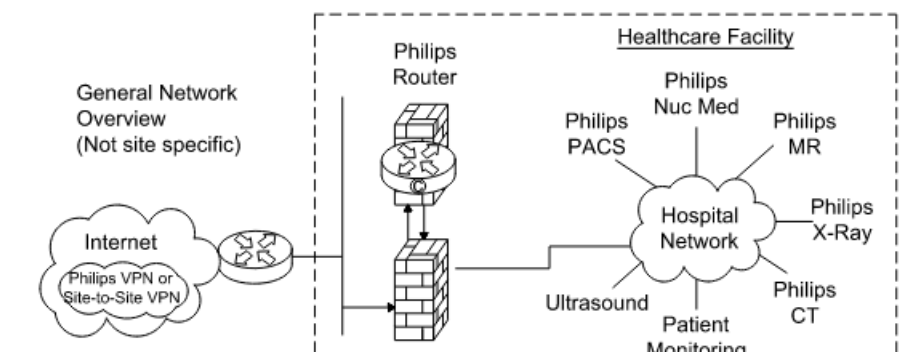 Healthcare Facility
Philips
Router
General Network
Overview
(Not site specific)
Philips
Nuc Med
Philips
PACS
Philips
MR
Internet
Philips VPN or
Site-to-Site VPN
C
Hospital
Network
Philips
X-Ray
Ultrasound
Philips
CT
Patient
Monitoring